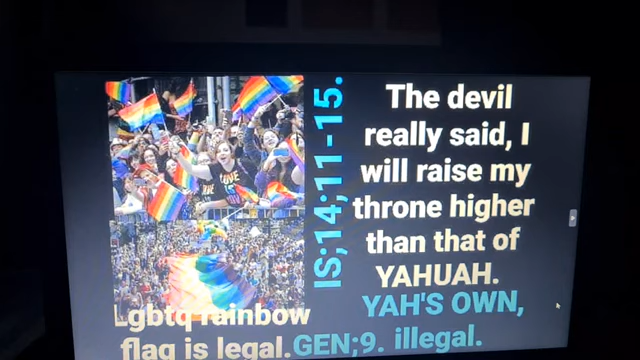 The devil
really said, I
will raise my
throne higher
than that of
YAHUAH.
YAH'S OWN,
IS;14;11-15.
Lgbtq rainbow
flag is legal.GEN;9. illegal.